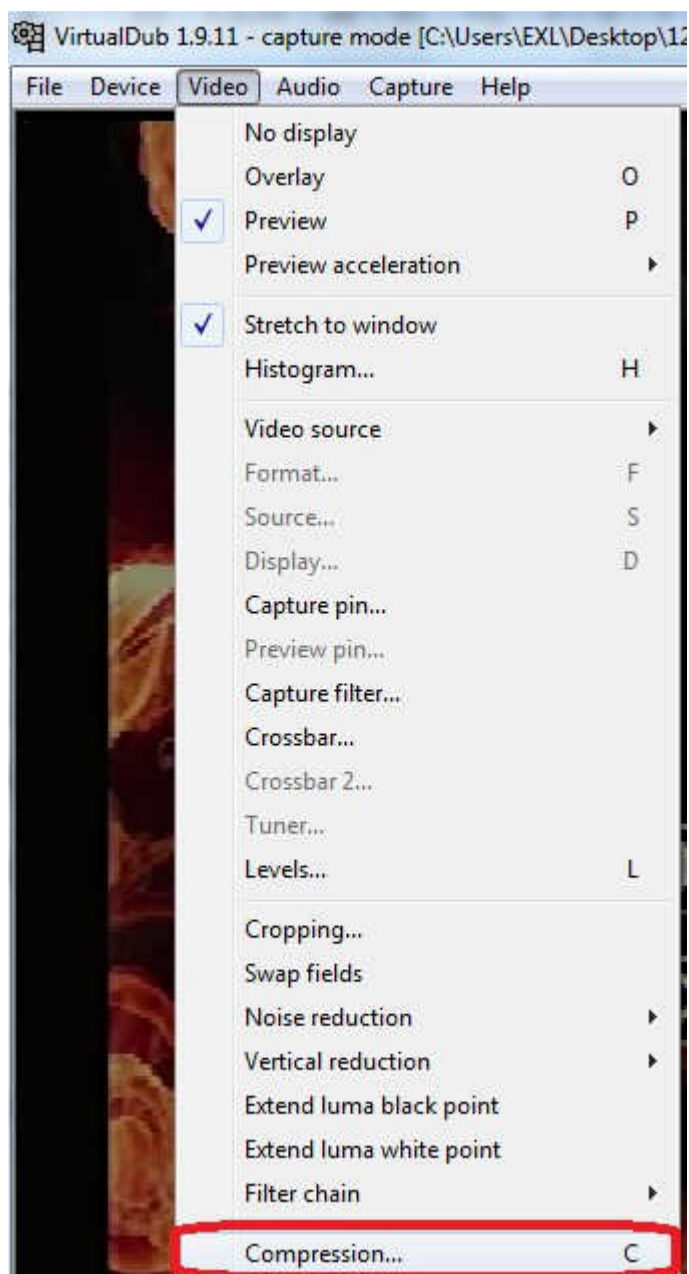 VirtualDub 1.9.11 - capture mode [C:\Users\EXL\Desktop\12
File Device Video Audio Capture Help
No display
Overlay O
Preview P
Preview acceleration
Stretch to window
Histogram... H
Video source
Format... F
Source... S
Display... D
Capture pin...
Preview pin...
Capture filter...
Crossbar...
Crossbar 2...
Tuner...
Levels... L
Cropping...
Swap fields
Noise reduction
Vertical reduction
Extend luma black point
Extend luma white point
Filter chain
Compression... C